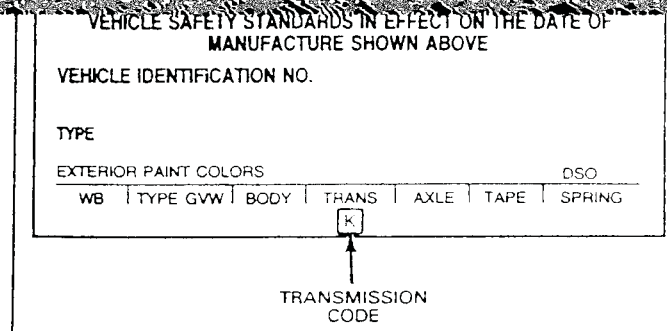 VEHICLE SAFETY STANDARDS IN EFFECT ON THE DATE OF
MANUFACTURE SHOWN ABOVE
VEHICLE IDENTIFICATION NO.
TYPE
EXTERIOR PAINT COLORS DSO
WB TYPE GVW BODY TRANS AXLE TAPE SPRING
K
TRANSMISSION
CODE